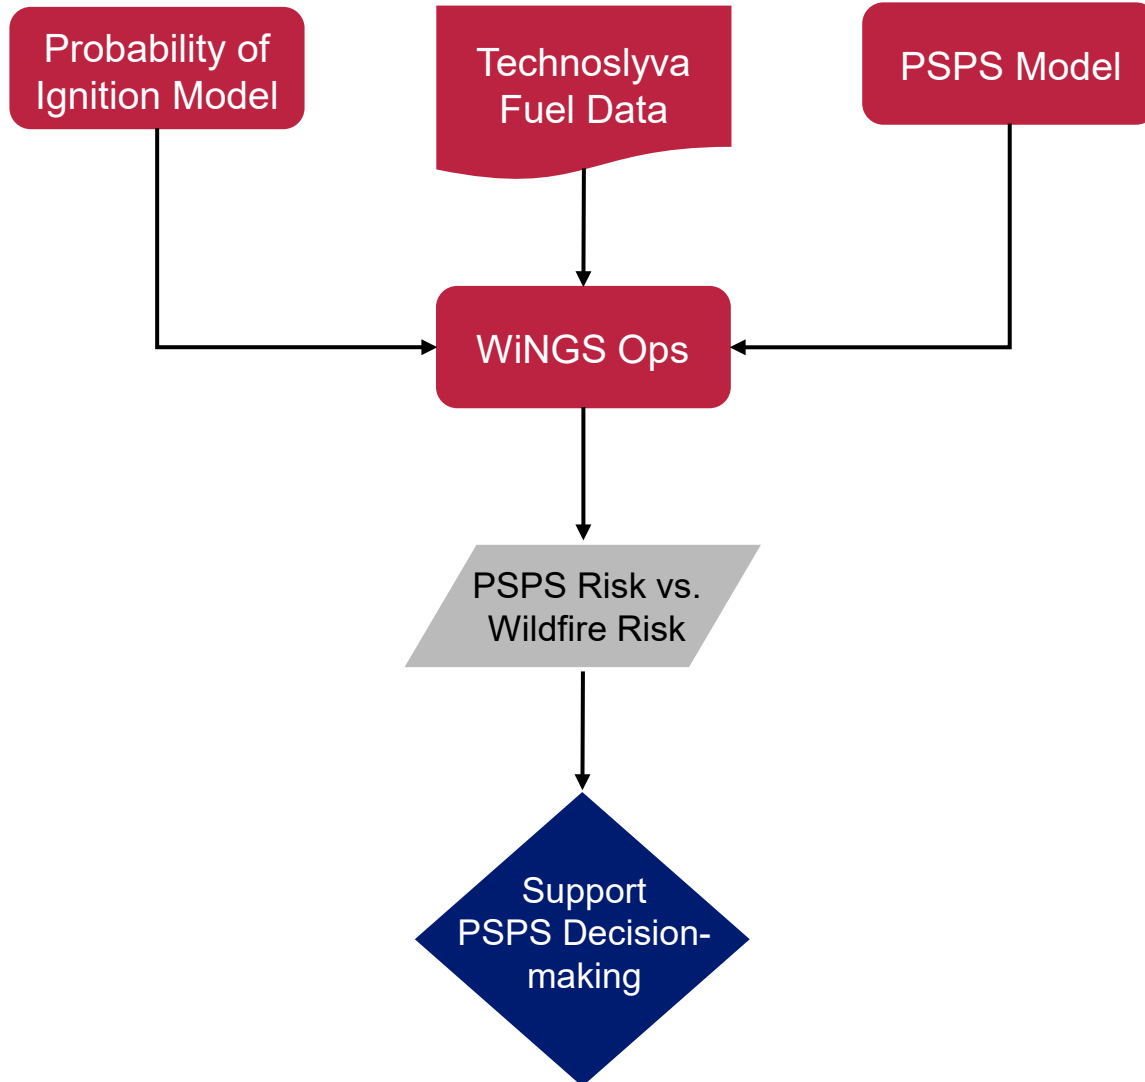 Probability of
Ignition Model
Technoslyva
Fuel Data
PSPS Model
WiNGS Ops
PSPS Risk vs.
Wildfire Risk
Support
PSPS Decision-
making